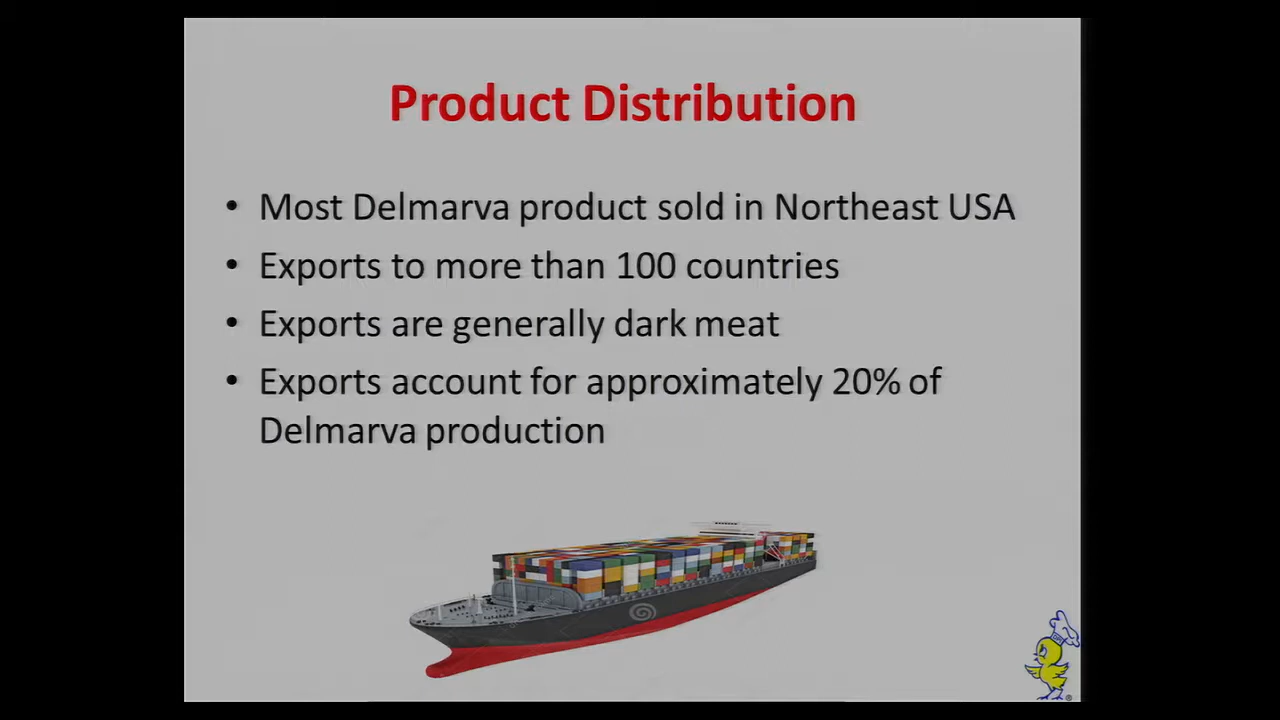 Product Distribution
• Most Delmarva product sold in Northeast USA
• Exports to more than 100 countries
• Exports are generally dark meat
• Exports account for approximately 20% of
Delmarva production
®